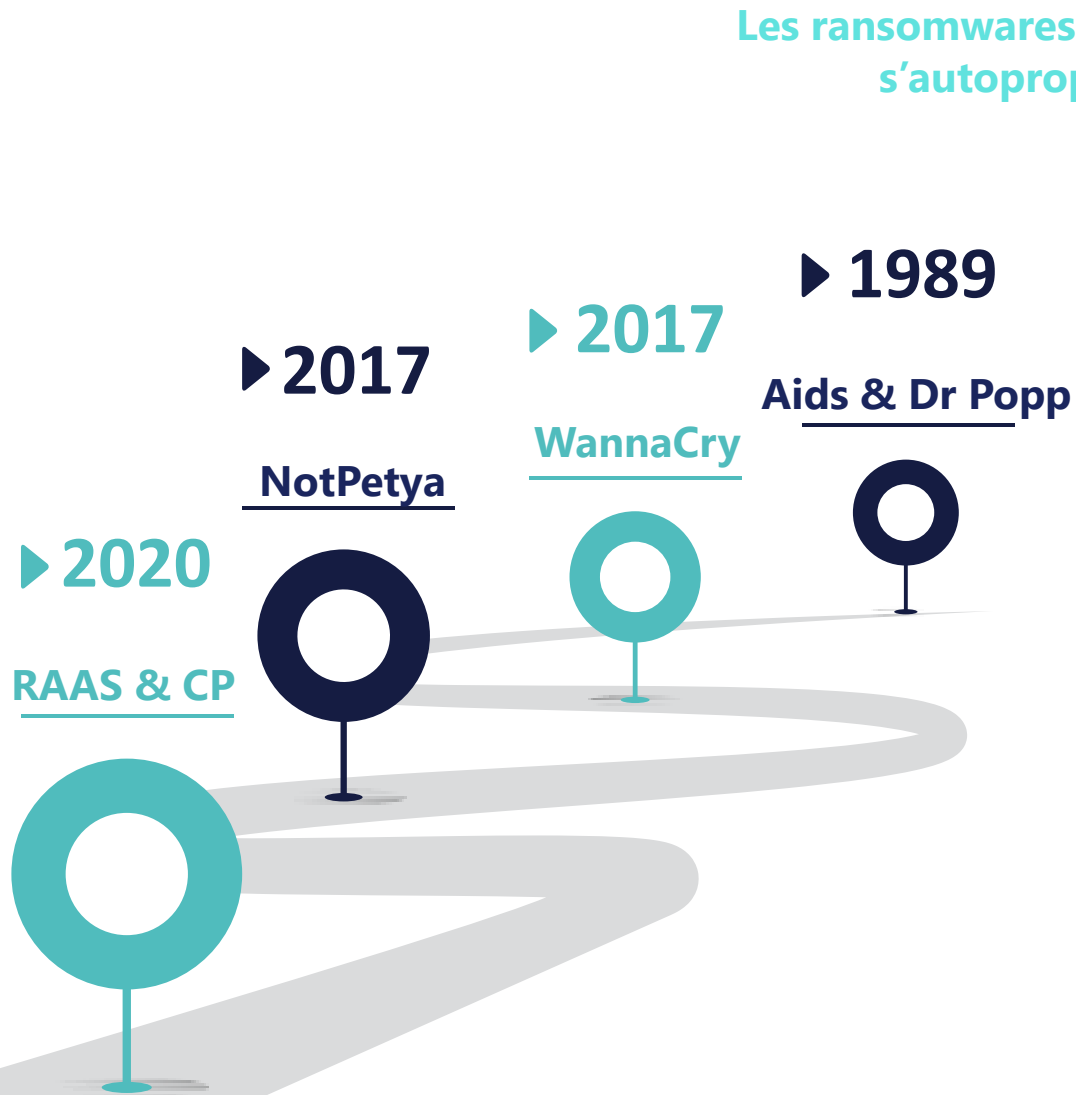 Les ransomwares
s’autoprop
1989
Aids & Dr Popp
2017
WannaCry
2017
NotPetya
2020
RAAS & CP